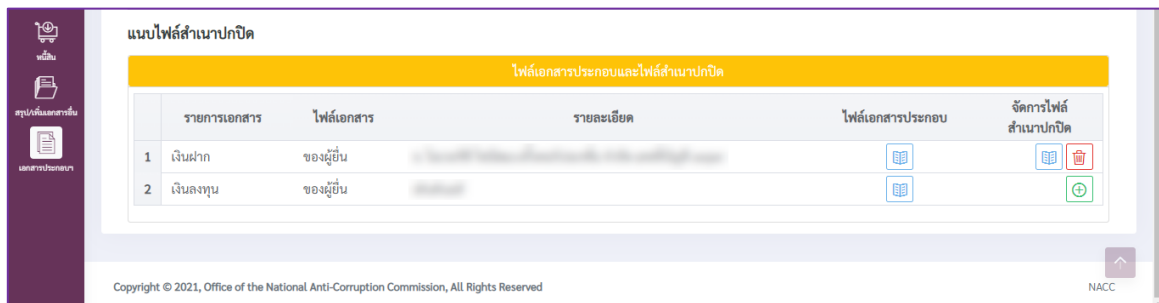 แนบไฟล์สำเนาปกปิด
หนี้สิน
สรุป/เพิ่มเอกสารอื่น
เอกสารประกอบฯ
ไฟล์เอกสารประกอบและไฟล์สำเนาปกปิด
รายการเอกสาร ไฟล์เอกสาร รายละเอียด ไฟล์เอกสารประกอบ จัดการไฟล์
สำเนาปกปิด
1 เงินฝาก ของผู้ยื่น
2 เงินลงทุน ของผู้ยื่น
Copyright © 2021, Office of the National Anti-Corruption Commission, All Rights Reserved NACC